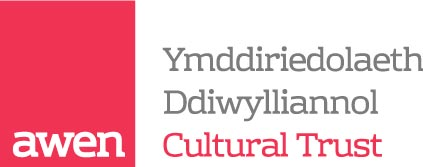 awen
Ymddiriedolaeth
Ddiwylliannol
Cultural Trust